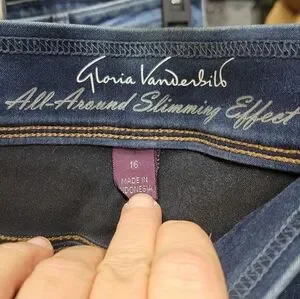 Gloria Vanderbilt
All-Around Slimming Effect
16
MADE IN
INDONESIA